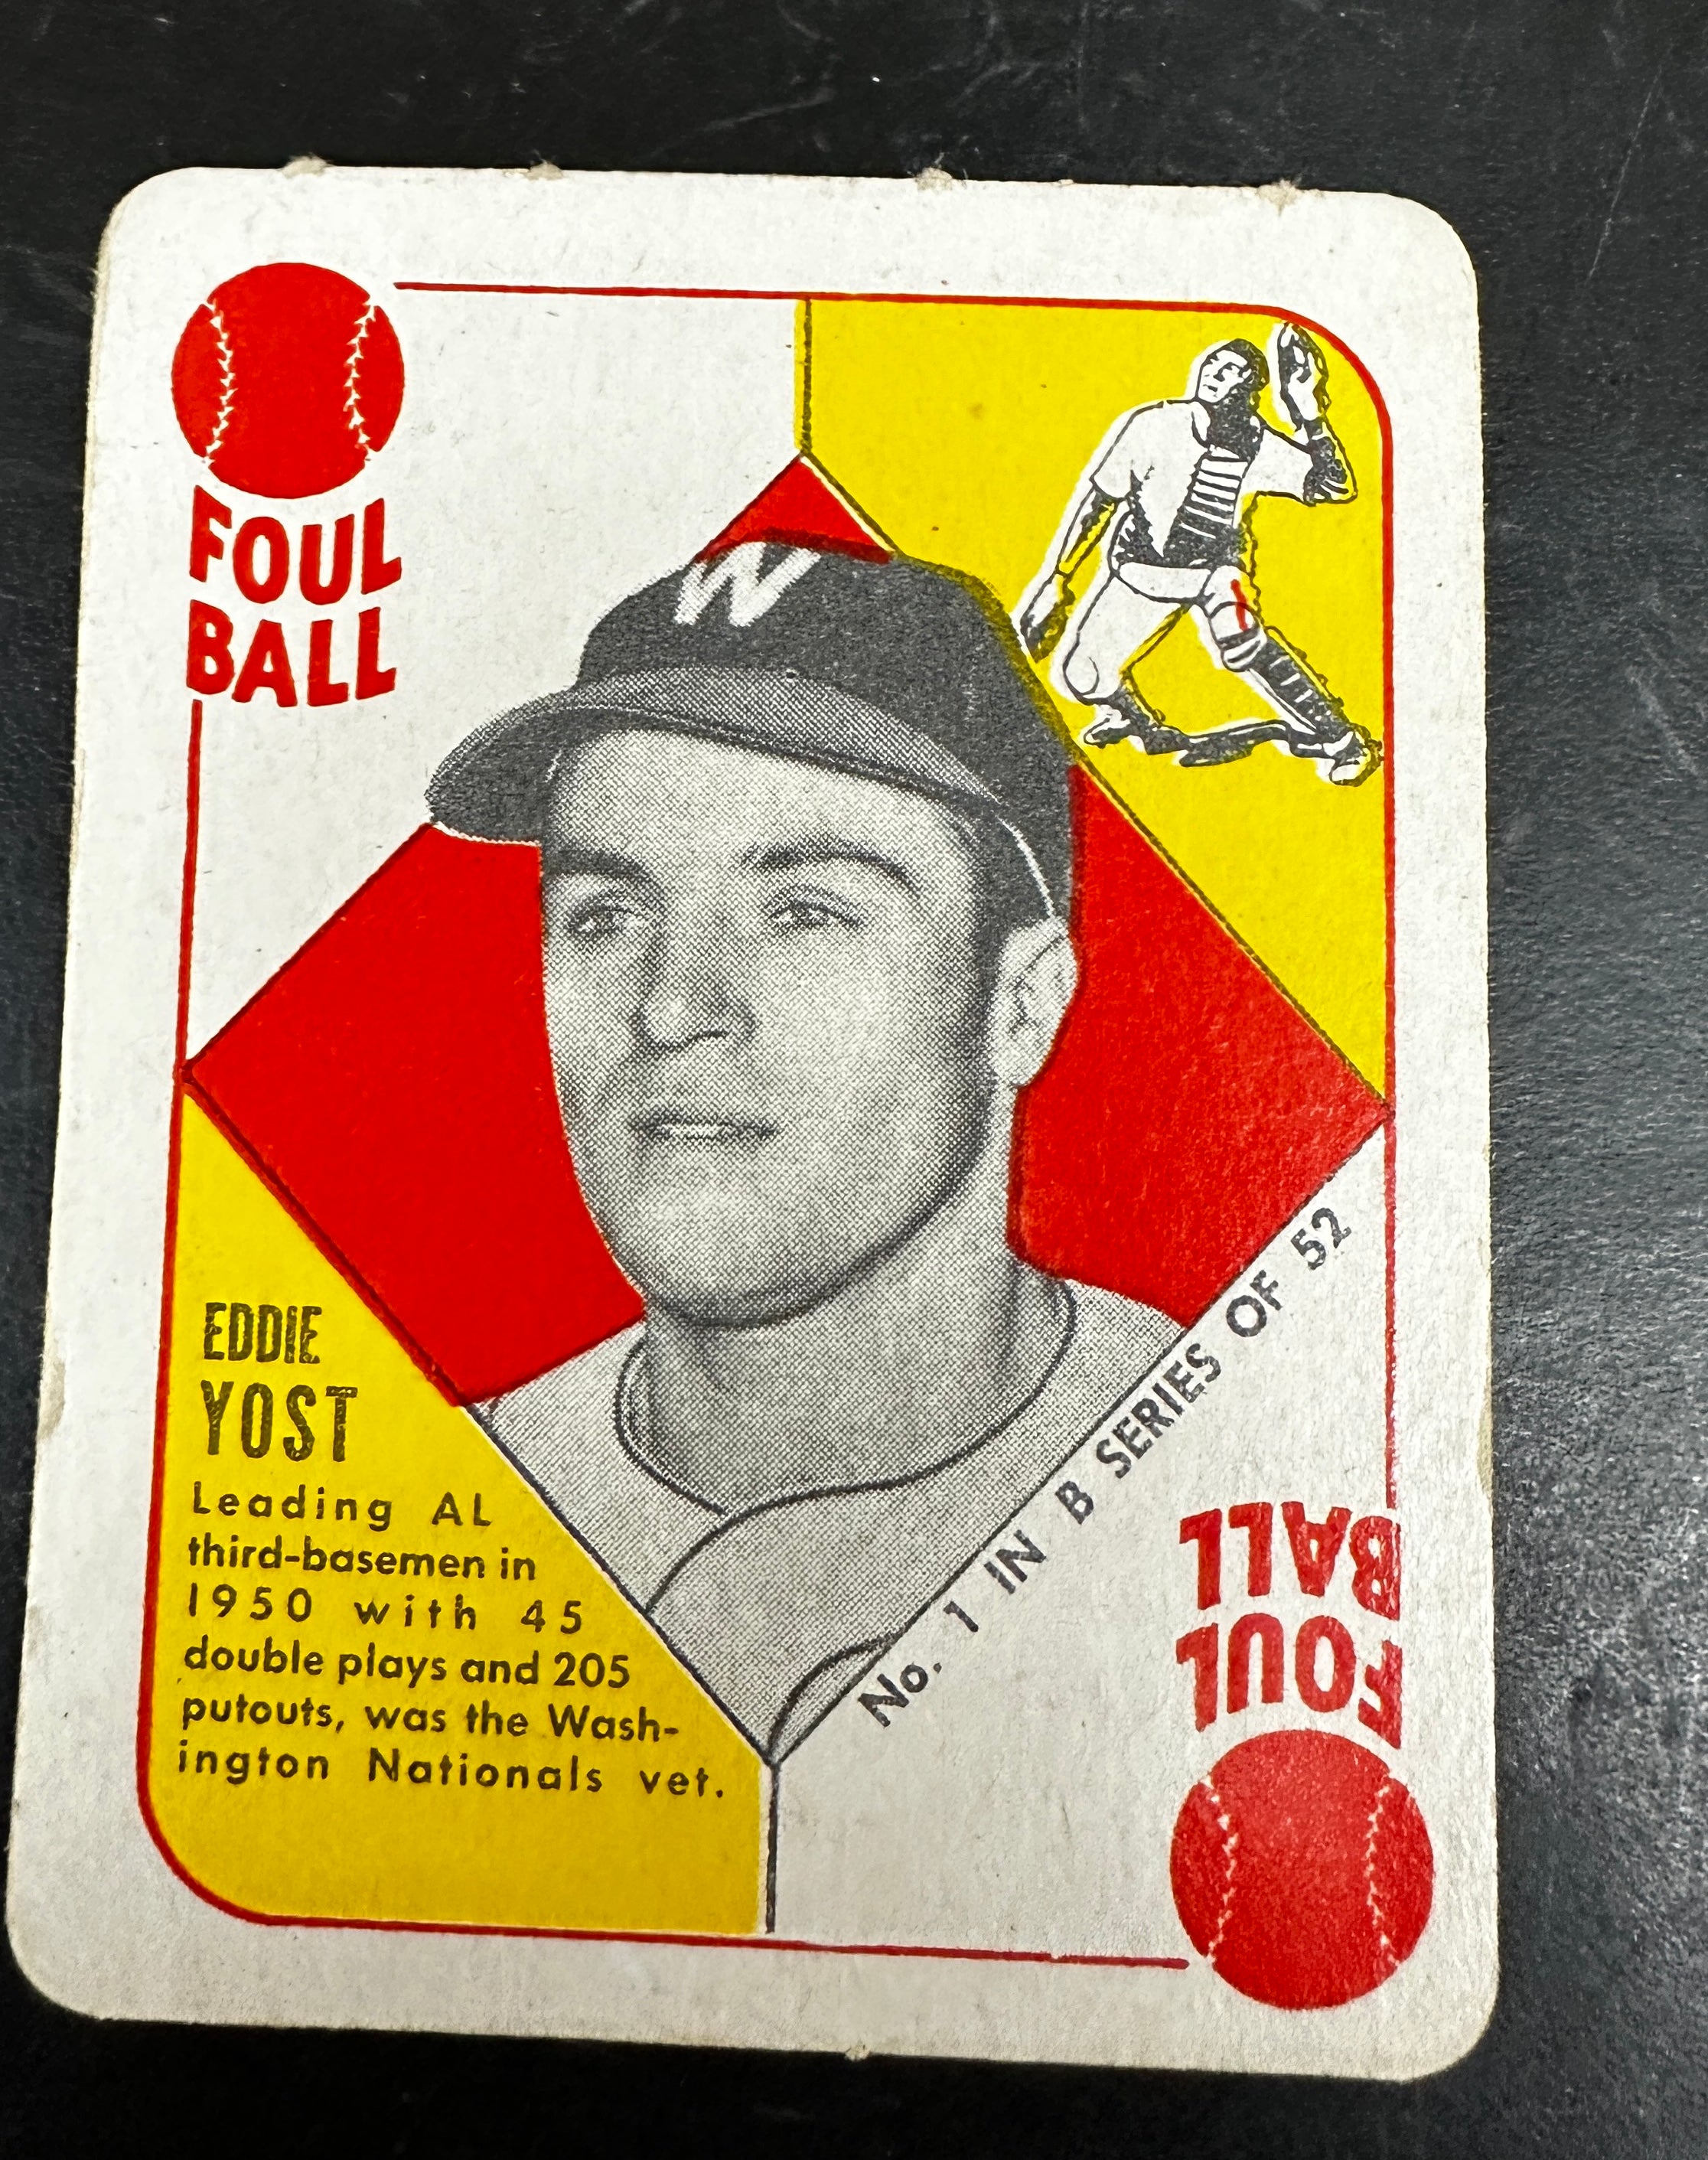 FOUL
BALL
W
EDDIE
YOST
Leading AL
third-basemen in
1950 with 45
double plays and 205
putouts, was the Wash-
ington Nationals vet.
No. 1 IN B SERIES OF 52
FOUL
BALL